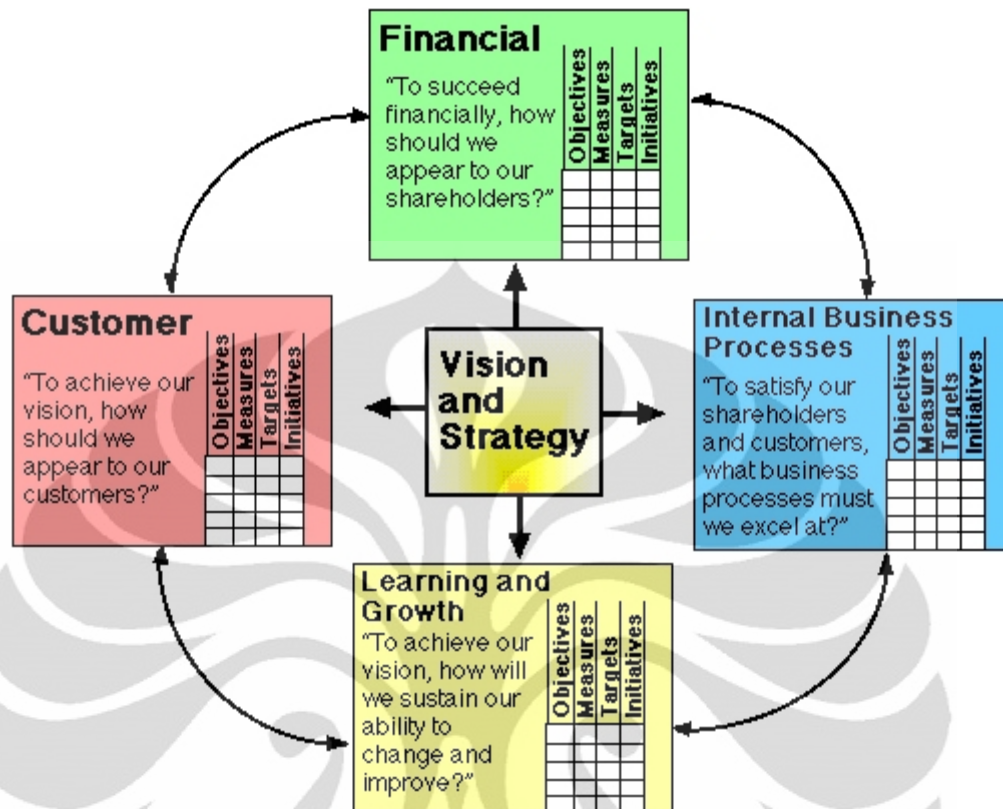 Financial
“To succeed
financially, how
should we
appear to our
shareholders?”
Objectives
Measures
Targets
Initiatives
Customer
“To achieve our
vision, how
should we
appear to our
customers?”
Objectives
Measures
Targets
Initiatives
Vision
and
Strategy
Internal Business
Processes
“To satisfy our
shareholders
and customers,
what business
processes must
we excel at?”
Objectives
Measures
Targets
Initiatives
Learning and
Growth
“To achieve our
vision, how will
we sustain our
ability to
change and
improve?”
Objectives
Measures
Targets
Initiatives